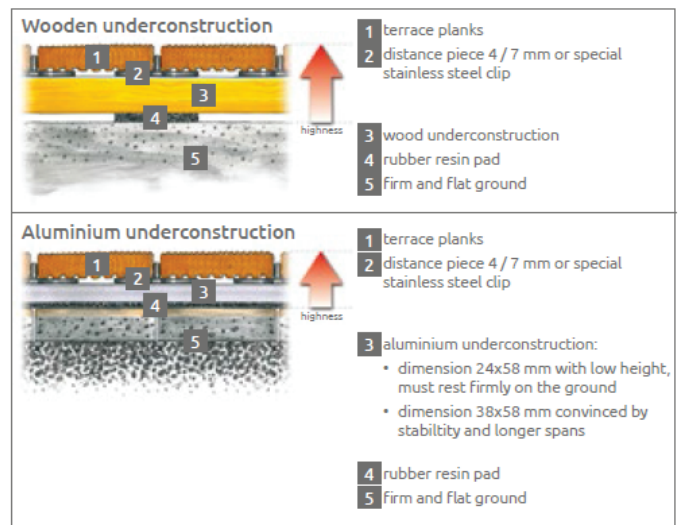 Wooden underconstruction
1
2
3
4
5
highness
1 terrace planks
2 distance piece 4 / 7 mm or special
stainless steel clip
3 wood underconstruction
4 rubber resin pad
5 firm and flat ground
Aluminium underconstruction
1
2
3
4
5
highness
1 terrace planks
2 distance piece 4 / 7 mm or special
stainless steel clip
3 aluminium underconstruction:
• dimension 24x58 mm with low height,
must rest firmly on the ground
• dimension 38x58 mm convinced by
stabiltity and longer spans
4 rubber resin pad
5 firm and flat ground